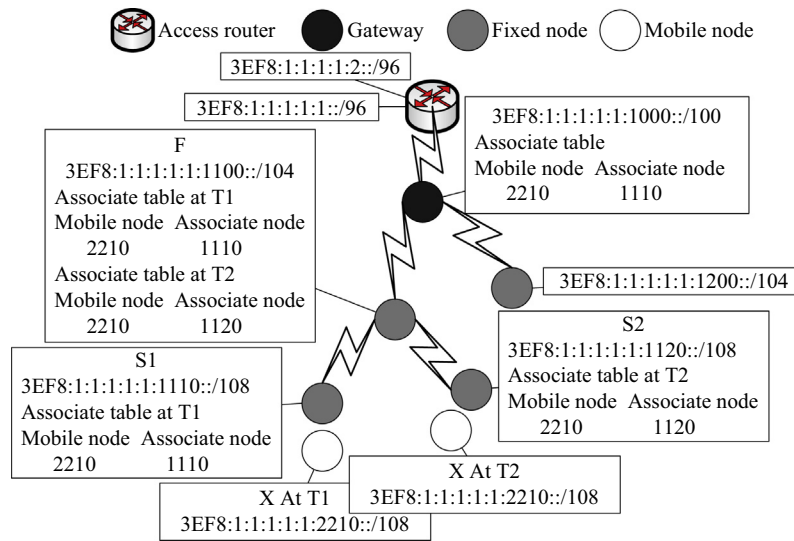 Access router
Gateway
Fixed node
Mobile node
3EF8:1:1:1:1:2::/96
3EF8:1:1:1:1:1::/96
3EF8:1:1:1:1:1:1000::/100
Associate table
Mobile node Associate node
2210 1110
F
3EF8:1:1:1:1:1:1100::/104
Associate table at T1
Mobile node Associate node
2210 1110
Associate table at T2
Mobile node Associate node
2210 1120
3EF8:1:1:1:1:1:1200::/104
S1
3EF8:1:1:1:1:1:1110::/108
Associate table at T1
Mobile node Associate node
2210 1110
S2
3EF8:1:1:1:1:1:1120::/108
Associate table at T2
Mobile node Associate node
2210 1120
X At T1
3EF8:1:1:1:1:1:2210::/108
X At T2
3EF8:1:1:1:1:1:2210::/108